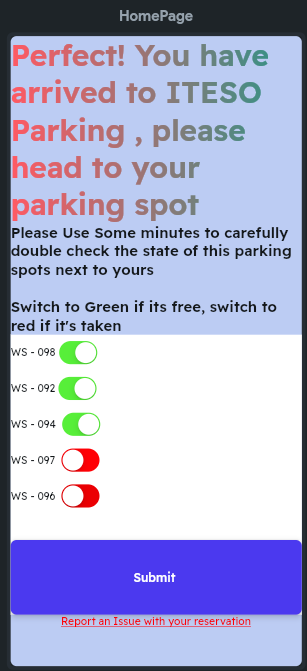 HomePage
Perfect! You have
arrived to ITESO
Parking , please
head to your
parking spot
Please Use Some minutes to carefully
double check the state of this parking
spots next to yours
Switch to Green if its free, switch to
red if it's taken
WS - 098
WS - 092
WS - 094
WS - 097
WS - 096
Submit
Report an Issue with your reservation